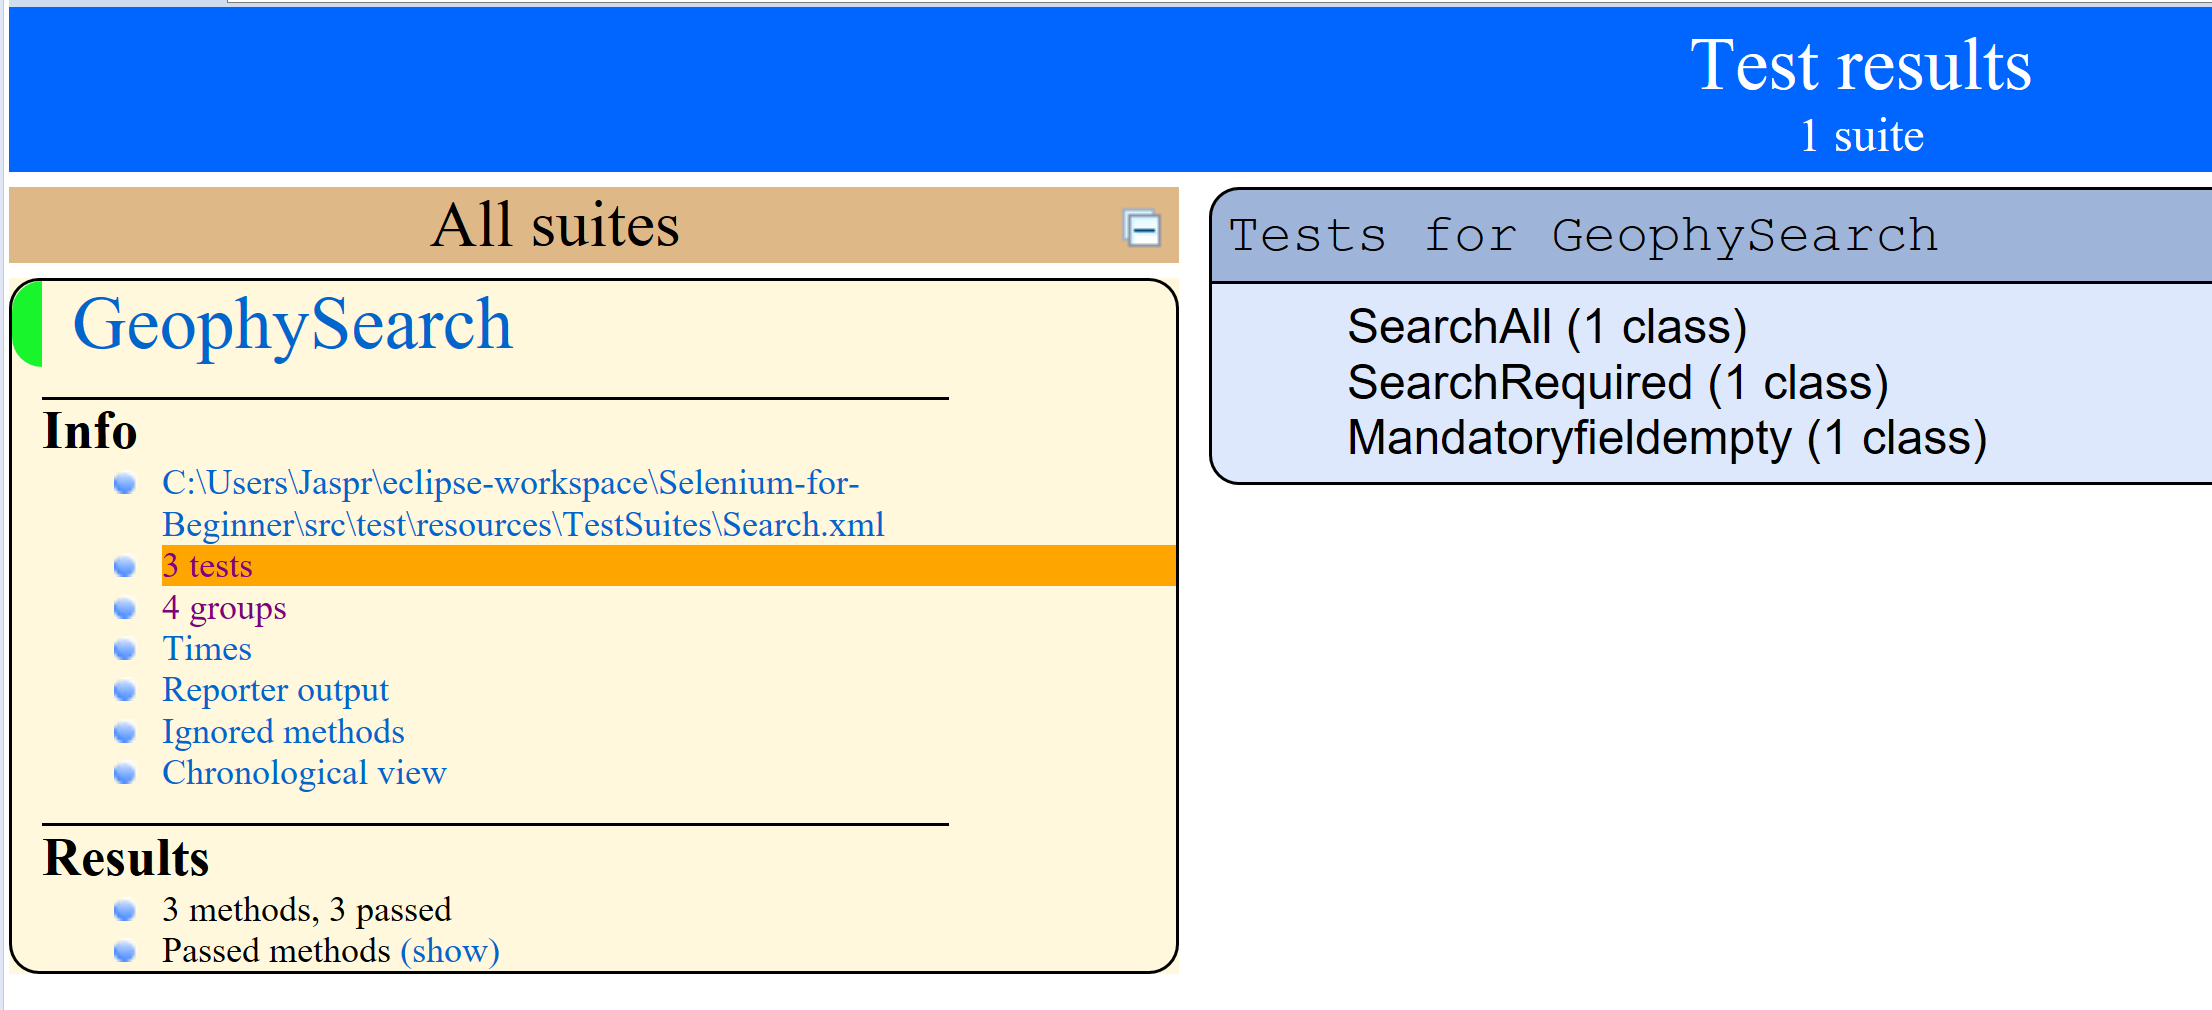 Test results
1 suite
All suites
GeophySearch
Info
C:\Users\Jaspr\eclipse-workspace\Selenium-for-
Beginner\src\test\resources\TestSuites\Search.xml
3 tests
4 groups
Times
Reporter output
Ignored methods
Chronological view
Results
3 methods, 3 passed
Passed methods (show)
Tests for GeophySearch
SearchAll (1 class)
SearchRequired (1 class)
Mandatoryfieldempty (1 class)